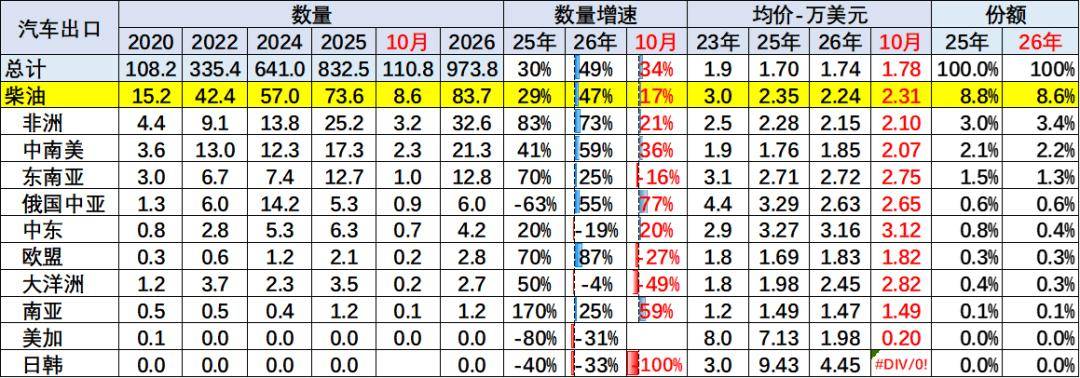 汽车出口 数量 数量增速 均价-万美元 份额
2020 2022 2024 2025 10月 2026 25年 26年 10月 23年 25年 26年 10月 25年 26年
总计 108.2 335.4 641.0 832.5 110.8 973.8 30% 49% 34% 1.9 1.70 1.74 1.78 100.0% 100%
柴油 15.2 42.4 57.0 73.6 8.6 83.7 29% 47% 17% 3.0 2.35 2.24 2.31 8.8% 8.6%
非洲 4.4 9.1 13.8 25.2 3.2 32.6 83% 73% 21% 2.5 2.28 2.15 2.10 3.0% 3.4%
中南美 3.6 13.0 12.3 17.3 2.3 21.3 41% 59% 36% 1.9 1.76 1.85 2.07 2.1% 2.2%
东南亚 3.0 6.7 7.4 12.7 1.0 12.8 70% 25% -16% 3.1 2.71 2.72 2.75 1.5% 1.3%
俄国中亚 1.3 6.0 14.2 5.3 0.9 6.0 -63% 55% 77% 4.4 3.29 2.63 2.65 0.6% 0.6%
中东 0.8 2.8 5.3 6.3 0.7 4.2 20% -19% 20% 2.9 3.27 3.16 3.12 0.8% 0.4%
欧盟 0.3 0.6 1.2 2.1 0.2 2.8 70% 87% -27% 1.8 1.69 1.83 1.82 0.3% 0.3%
大洋洲 1.2 3.7 2.3 3.5 0.2 2.7 50% -4% -49% 1.8 1.98 2.45 2.82 0.4% 0.3%
南亚 0.5 0.5 0.4 1.2 0.1 1.2 170% 25% 59% 1.2 1.49 1.47 1.49 0.1% 0.1%
美加 0.1 0.0 0.0 0.0 0.0 0.0 -80% -31% 8.0 7.13 1.98 0.20 0.0% 0.0%
日韩 0.0 0.0 0.0 0.0 0.0 -40% -33% -100% 3.0 9.43 4.45 #DIV/0! 0.0% 0.0%